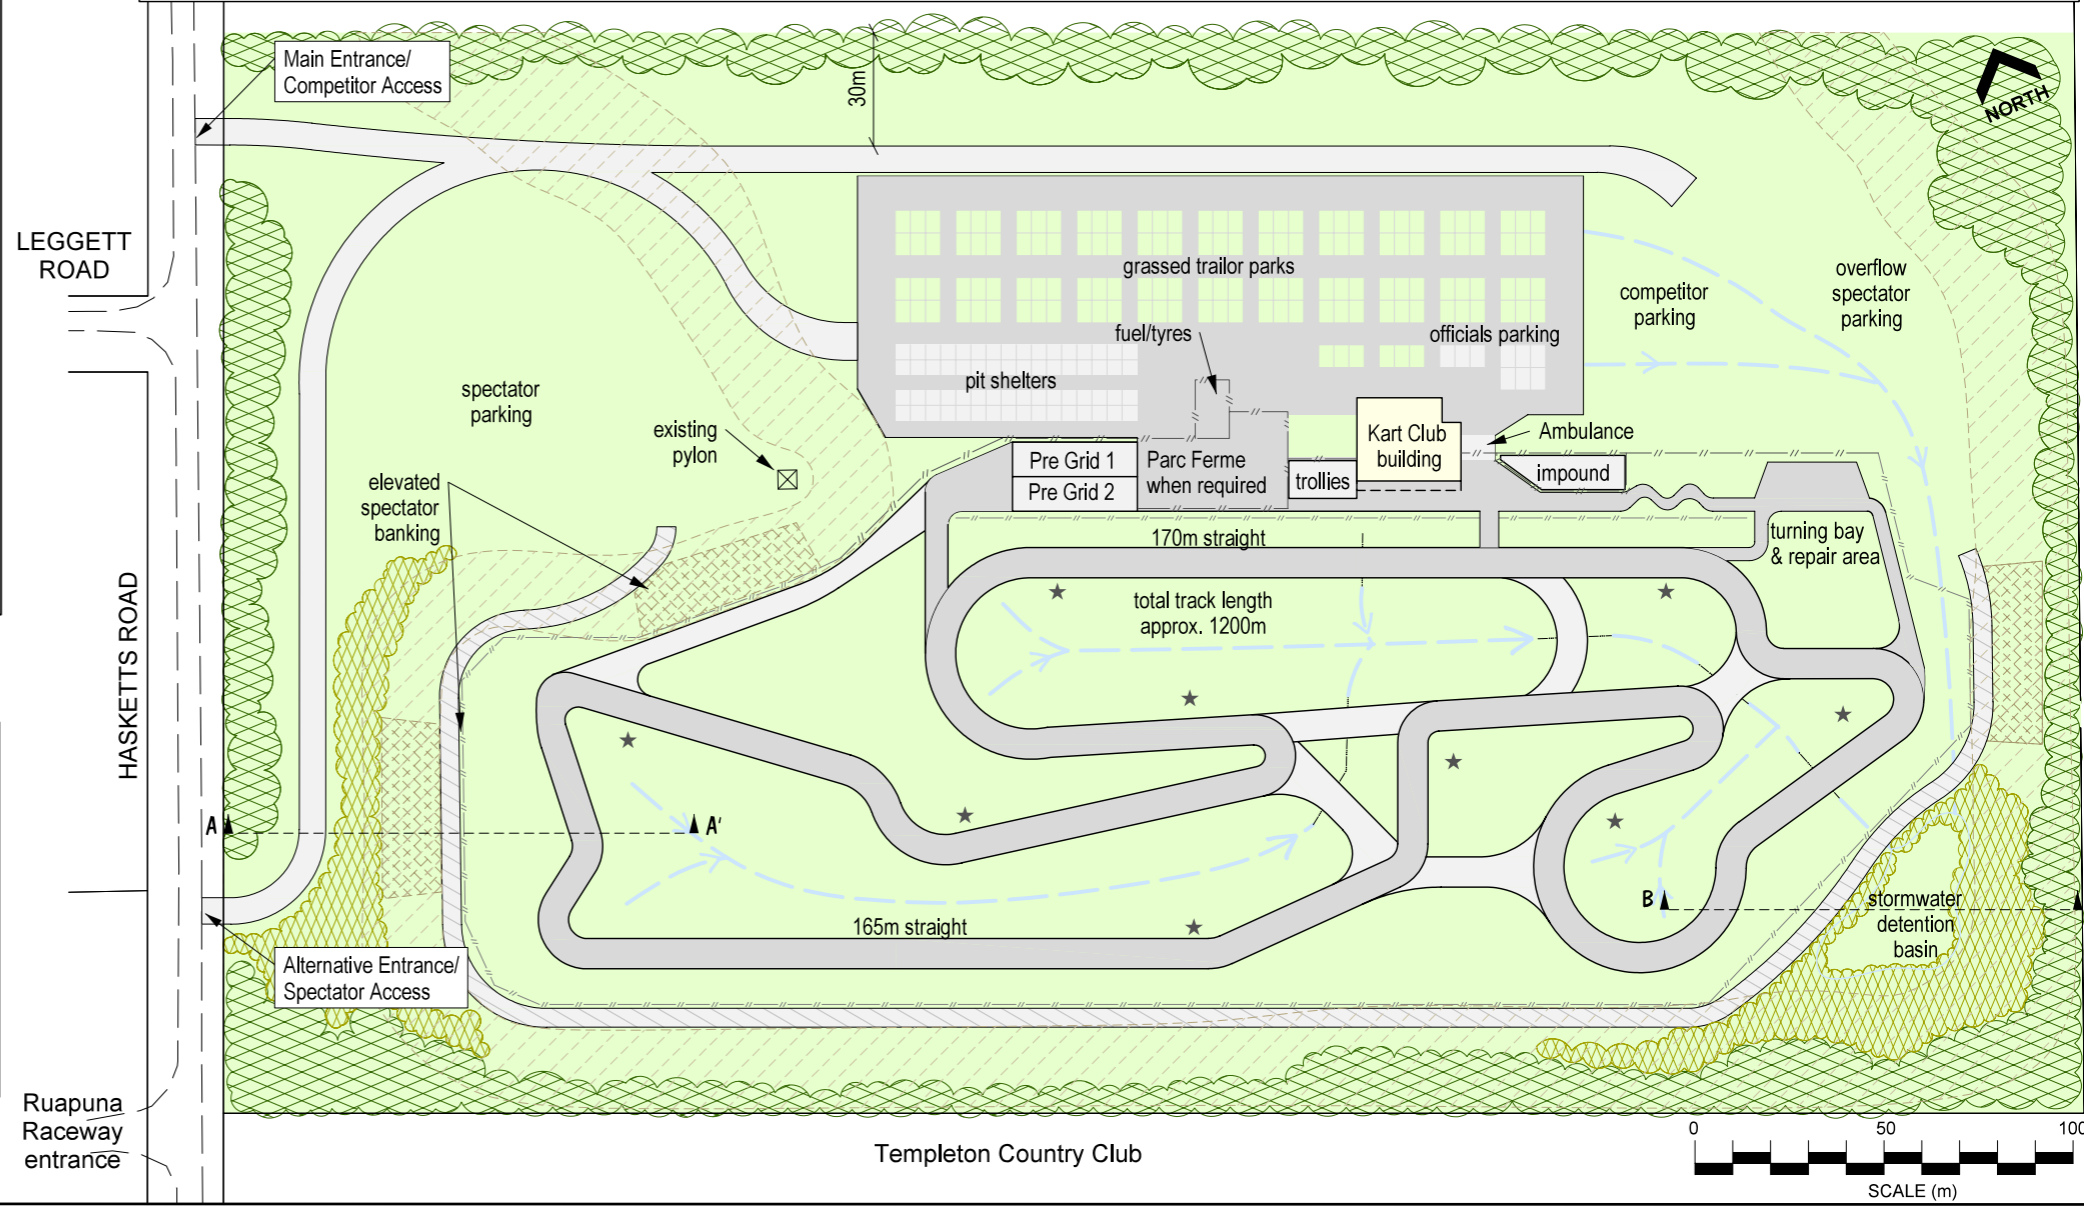 Main Entrance/
Competitor Access
30m
NORTH
LEGGETT
ROAD
grassed trailor parks
overflow
spectator
parking
competitor
parking
fuel/tyres
officials parking
pit shelters
spectator
parking
existing
pylon
Kart Club
building
Ambulance
Pre Grid 1
Pre Grid 2
Parc Ferme
when required
trollies
impound
elevated
spectator
banking
170m straight
turning bay
& repair area
total track length
approx. 1200m
HASKETTS ROAD
A
A'
B
stormwater
detention
basin
165m straight
Alternative Entrance/
Spectator Access
Ruapuna
Raceway
entrance
Templeton Country Club
0 50 100
SCALE (m)